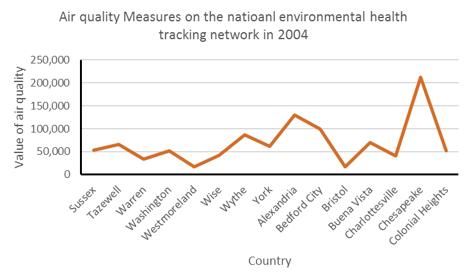 Air quality Measures on the natioanl environmental health
tracking network in 2004
Value of air quality
250,000
200,000
150,000
100,000
50,000
0
Sussex
Tazewell
Warren
Washington
Westmoreland
Wise
Wythe
York
Alexandria
Bedford City
Bristol
Buena Vista
Charlottesville
Chesapeake
Colonial Heights
Country